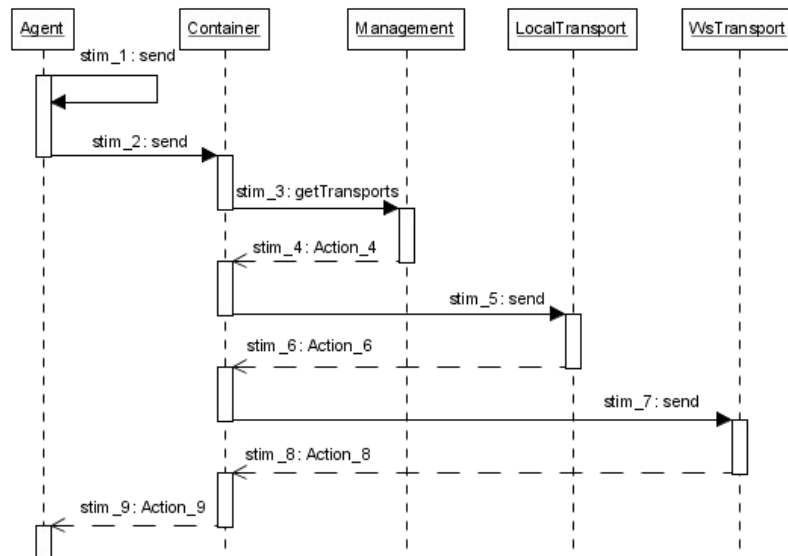 Agent
Container
Management
LocalTransport
WsTransport
stim_1: send
stim_2: send
stim_3: getTransports
stim_4: Action_4
stim_5: send
stim_6: Action_6
stim_7: send
stim_8: Action_8
stim_9: Action_9